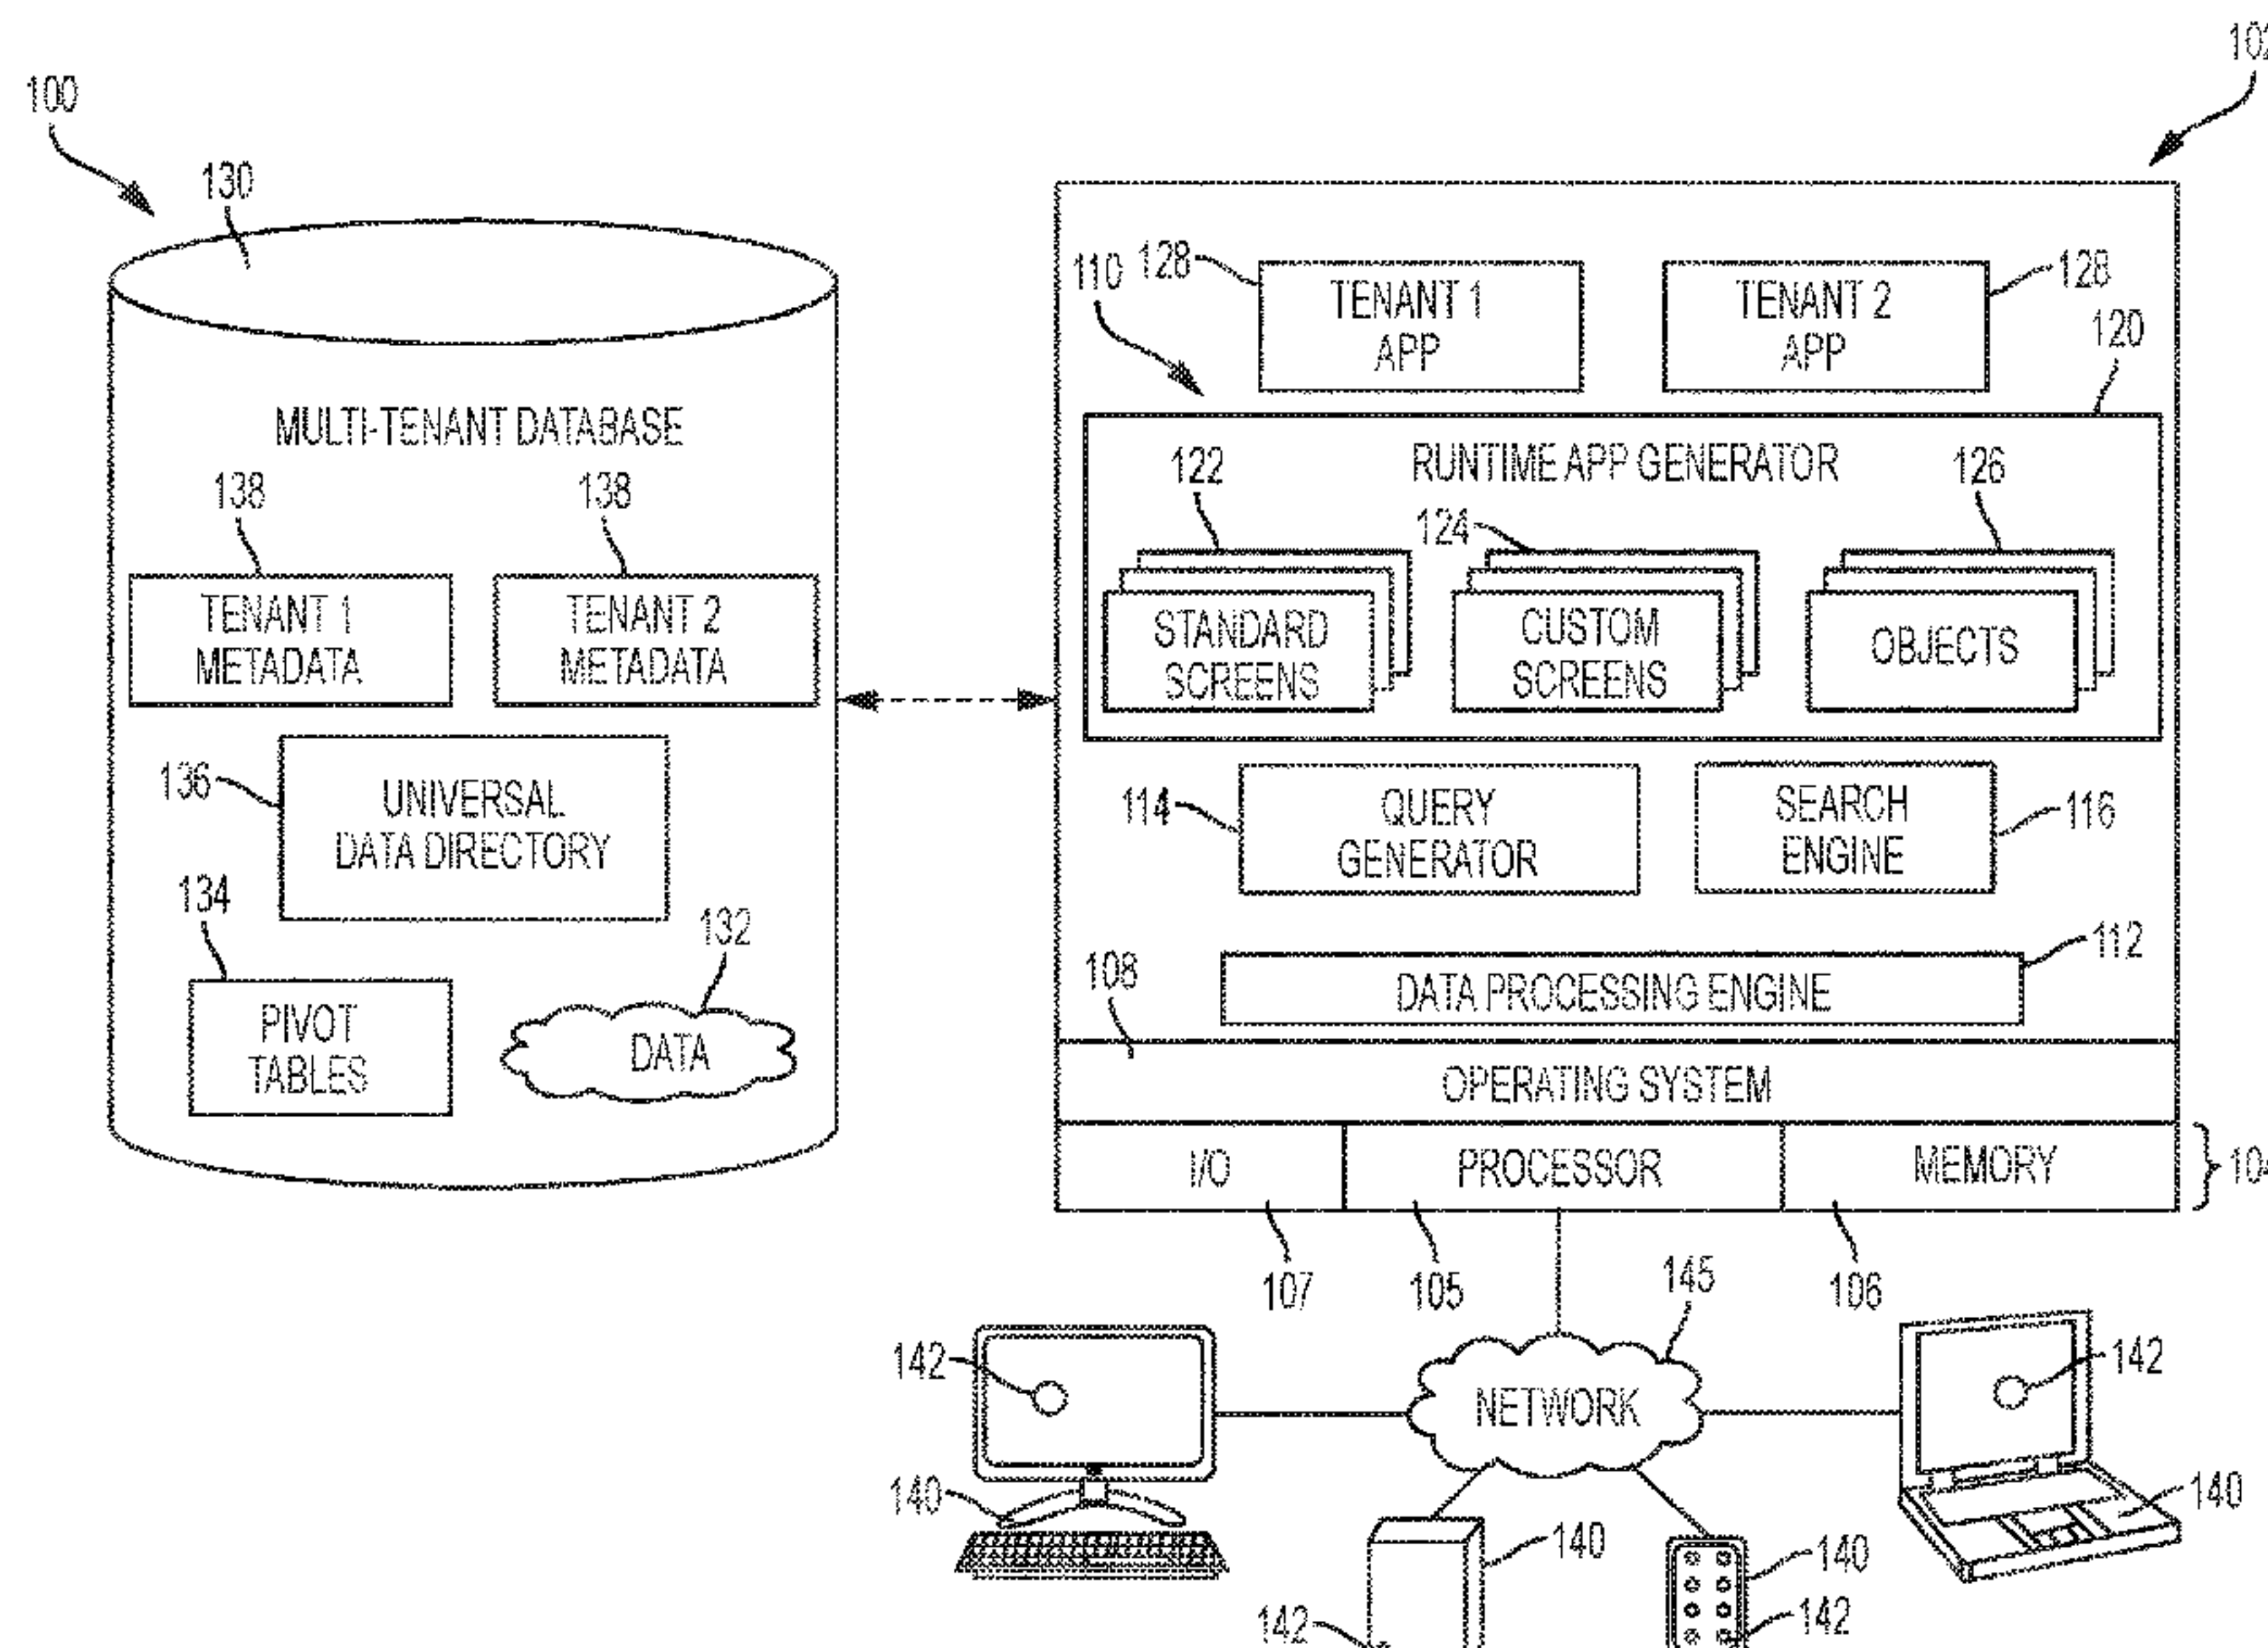 100
102
130
MULTI-TENANT DATABASE
138
138
TENANT 1
METADATA
TENANT 2
METADATA
136
UNIVERSAL
DATA DIRECTORY
134
132
PIVOT
TABLES
DATA
110
128
TENANT 1
APP
TENANT 2
APP
128
120
RUNTIME APP GENERATOR
122
124
126
STANDARD
SCREENS
CUSTOM
SCREENS
OBJECTS
114
QUERY
GENERATOR
SEARCH
ENGINE
116
112
DATA PROCESSING ENGINE
108
OPERATING SYSTEM
I/O
PROCESSOR
MEMORY
104
107
105
106
145
NETWORK
142
140
142
140
140
142
140
142